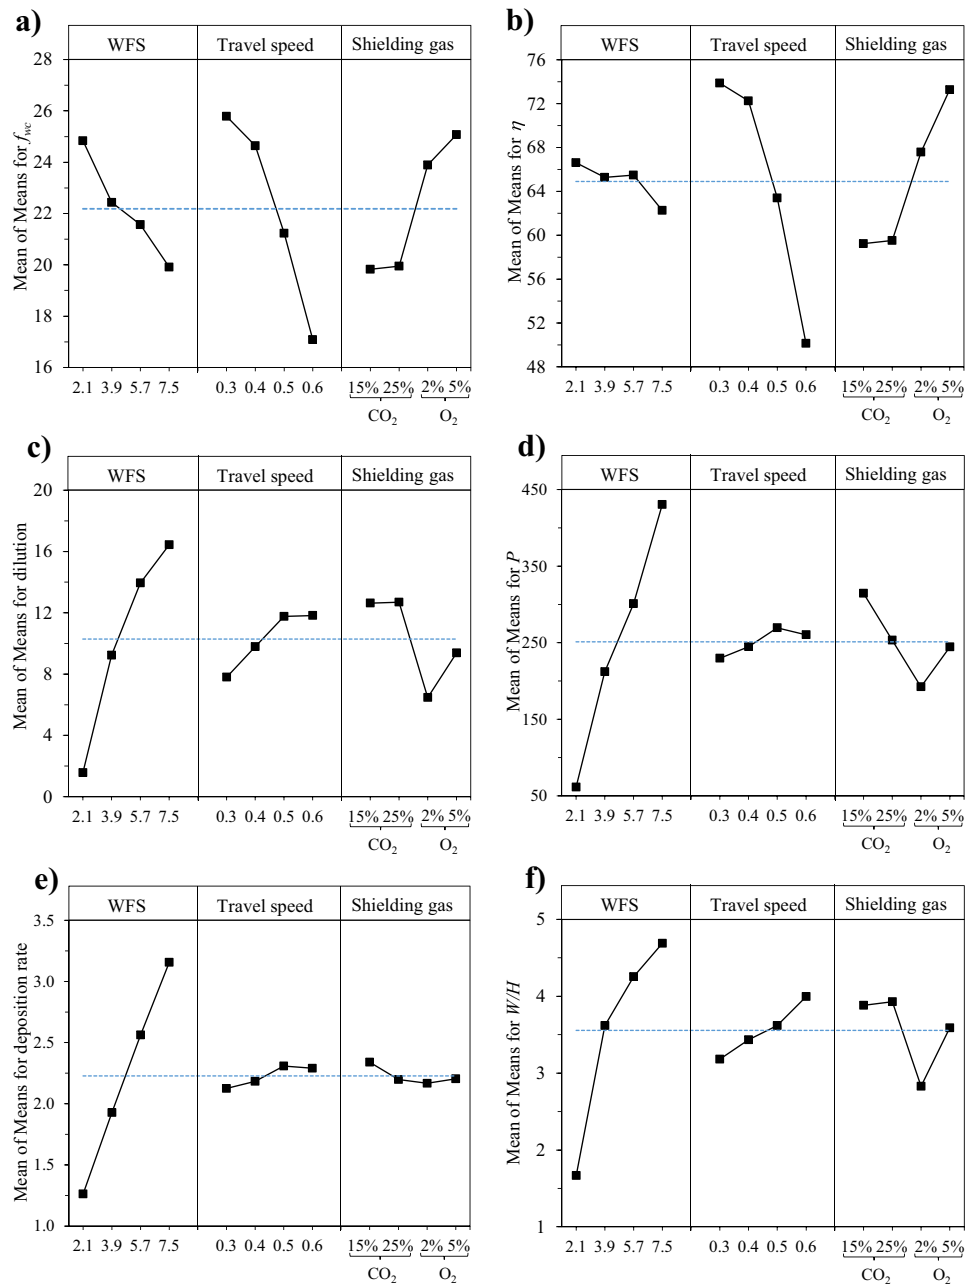 a)
WFS Travel speed Shielding gas
Mean of Means for f_wc
28
26
24
22
20
18
16
2.1 3.9 5.7 7.5 0.3 0.4 0.5 0.6 15% 25% 2% 5%
CO₂ O₂
b)
WFS Travel speed Shielding gas
Mean of Means for η
76
72
68
64
60
56
52
48
2.1 3.9 5.7 7.5 0.3 0.4 0.5 0.6 15% 25% 2% 5%
CO₂ O₂
c)
WFS Travel speed Shielding gas
Mean of Means for dilution
20
16
12
8
4
0
2.1 3.9 5.7 7.5 0.3 0.4 0.5 0.6 15% 25% 2% 5%
CO₂ O₂
d)
WFS Travel speed Shielding gas
Mean of Means for P
450
350
250
150
50
2.1 3.9 5.7 7.5 0.3 0.4 0.5 0.6 15% 25% 2% 5%
CO₂ O₂
e)
WFS Travel speed Shielding gas
Mean of Means for deposition rate
3.5
3.0
2.5
2.0
1.5
1.0
2.1 3.9 5.7 7.5 0.3 0.4 0.5 0.6 15% 25% 2% 5%
CO₂ O₂
f)
WFS Travel speed Shielding gas
Mean of Means for W/H
5
4
3
2
1
2.1 3.9 5.7 7.5 0.3 0.4 0.5 0.6 15% 25% 2% 5%
CO₂ O₂